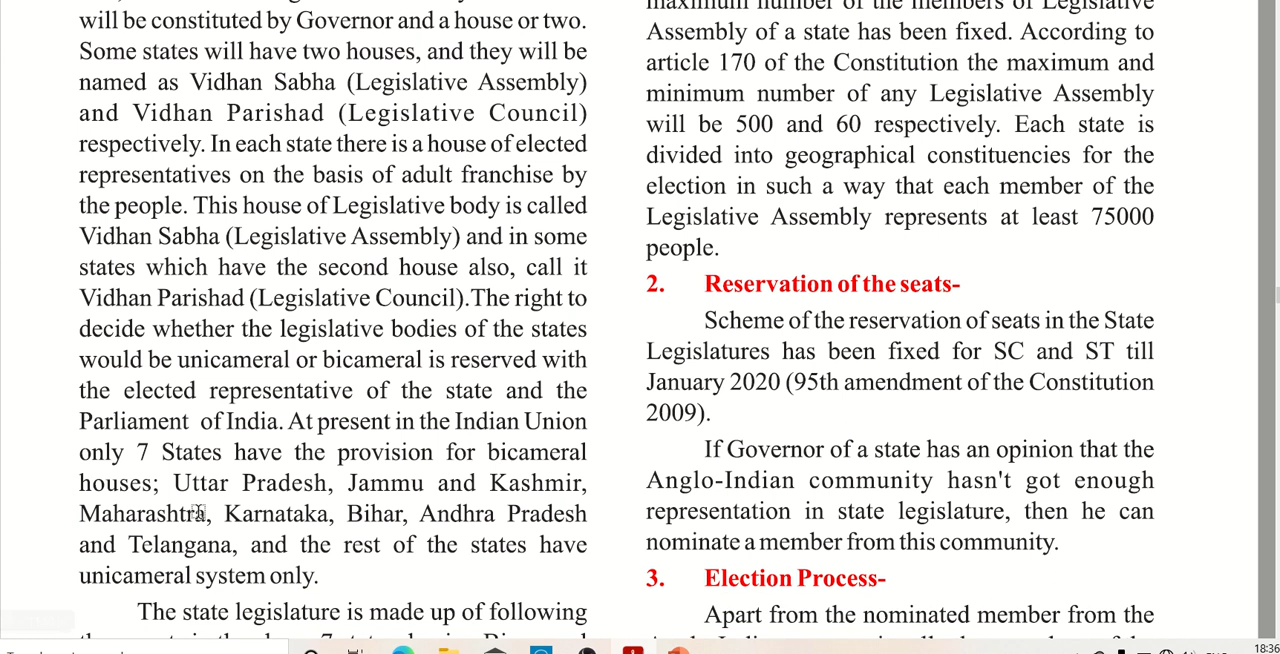 will be constituted by Governor and a house or two.
Some states will have two houses, and they will be
named as Vidhan Sabha (Legislative Assembly)
and Vidhan Parishad (Legislative Council)
respectively. In each state there is a house of elected
representatives on the basis of adult franchise by
the people. This house of Legislative body is called
Vidhan Sabha (Legislative Assembly) and in some
states which have the second house also, call it
Vidhan Parishad (Legislative Council).The right to
decide whether the legislative bodies of the states
would be unicameral or bicameral is reserved with
the elected representative of the state and the
Parliament of India. At present in the Indian Union
only 7 States have the provision for bicameral
houses; Uttar Pradesh, Jammu and Kashmir,
Maharashtra, Karnataka, Bihar, Andhra Pradesh
and Telangana, and the rest of the states have
unicameral system only.
The state legislature is made up of following
maximum number of the members of Legislative
Assembly of a state has been fixed. According to
article 170 of the Constitution the maximum and
minimum number of any Legislative Assembly
will be 500 and 60 respectively. Each state is
divided into geographical constituencies for the
election in such a way that each member of the
Legislative Assembly represents at least 75000
people.
2. Reservation of the seats-
Scheme of the reservation of seats in the State
Legislatures has been fixed for SC and ST till
January 2020 (95th amendment of the Constitution
2009).
If Governor of a state has an opinion that the
Anglo-Indian community hasn't got enough
representation in state legislature, then he can
nominate a member from this community.
3. Election Process-
Apart from the nominated member from the
18:36